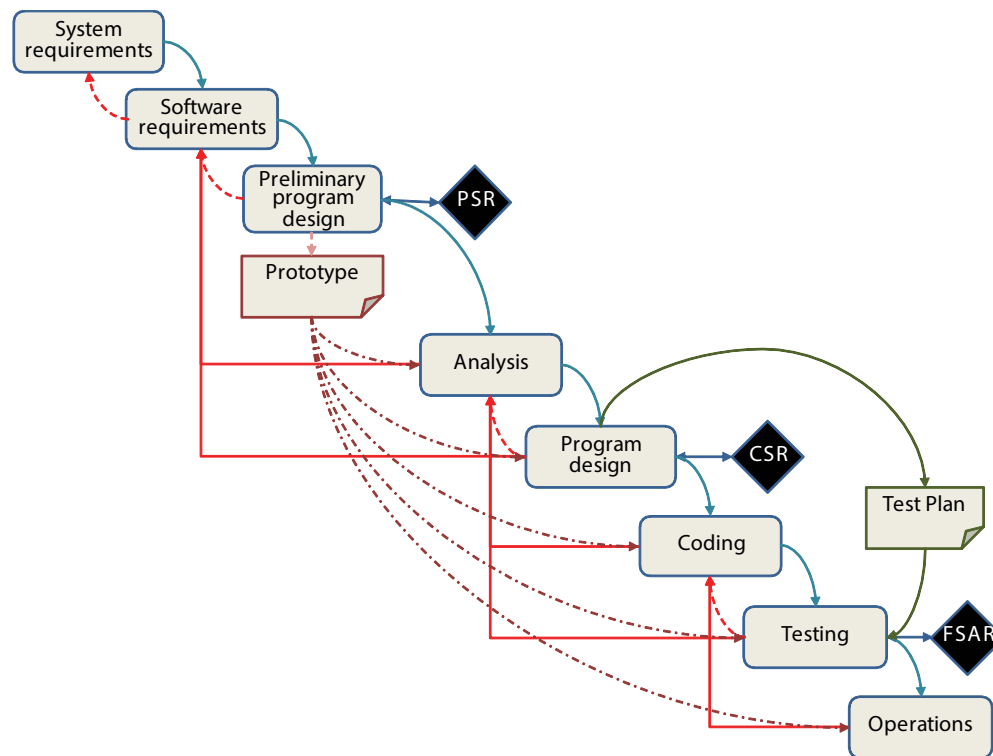 System
requirements
Software
requirements
Preliminary
program
design
PSR
Prototype
Analysis
Program
design
CSR
Test Plan
Coding
Testing
FSAR
Operations